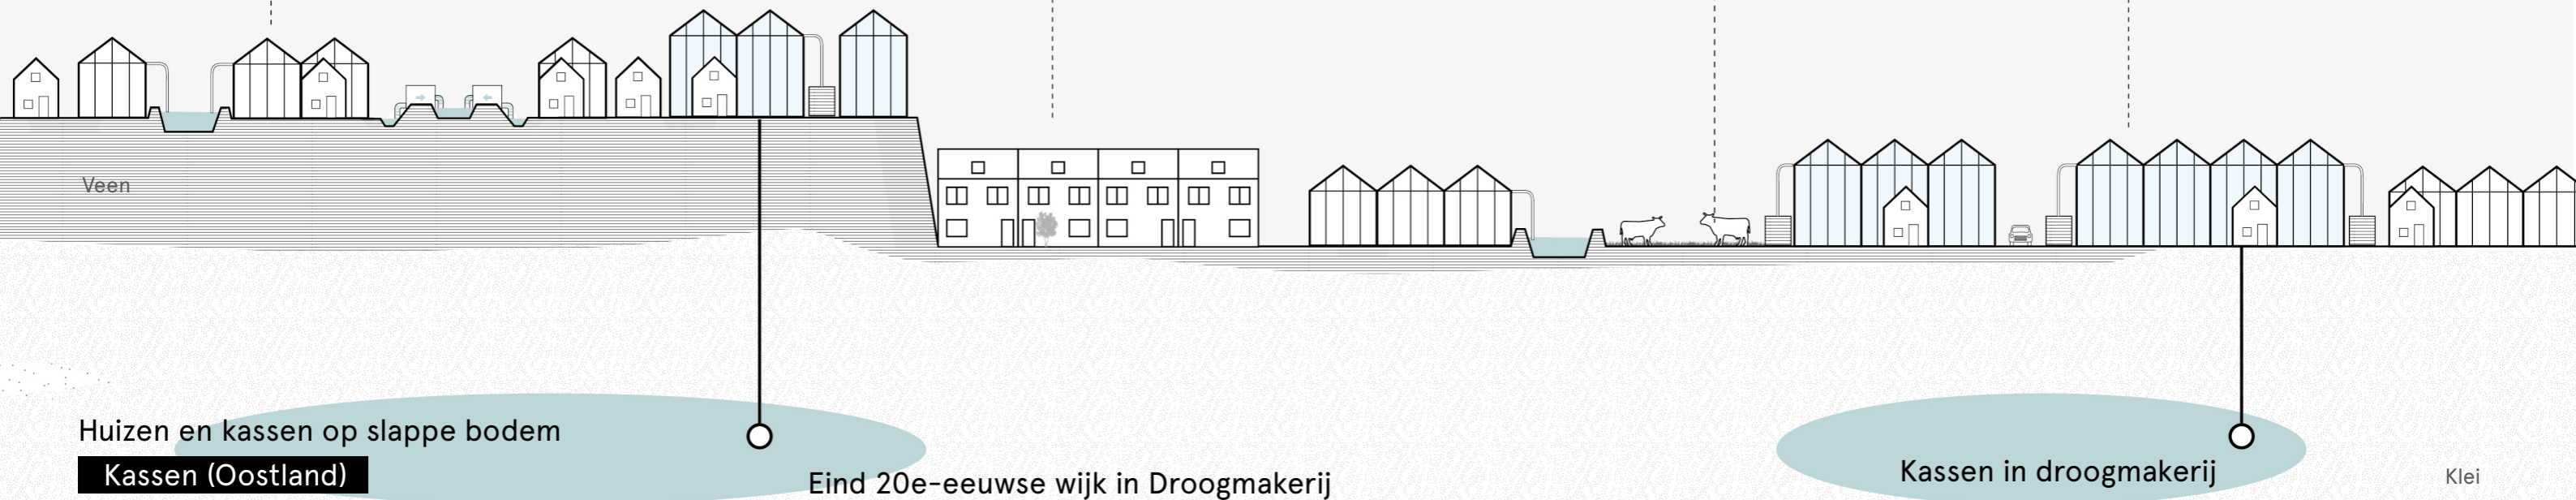 Veen
Huizen en kassen op slappe bodem
Kassen (Oostland)
Eind 20e-eeuwse wijk in Droogmakerij
Kassen in droogmakerij
Klei